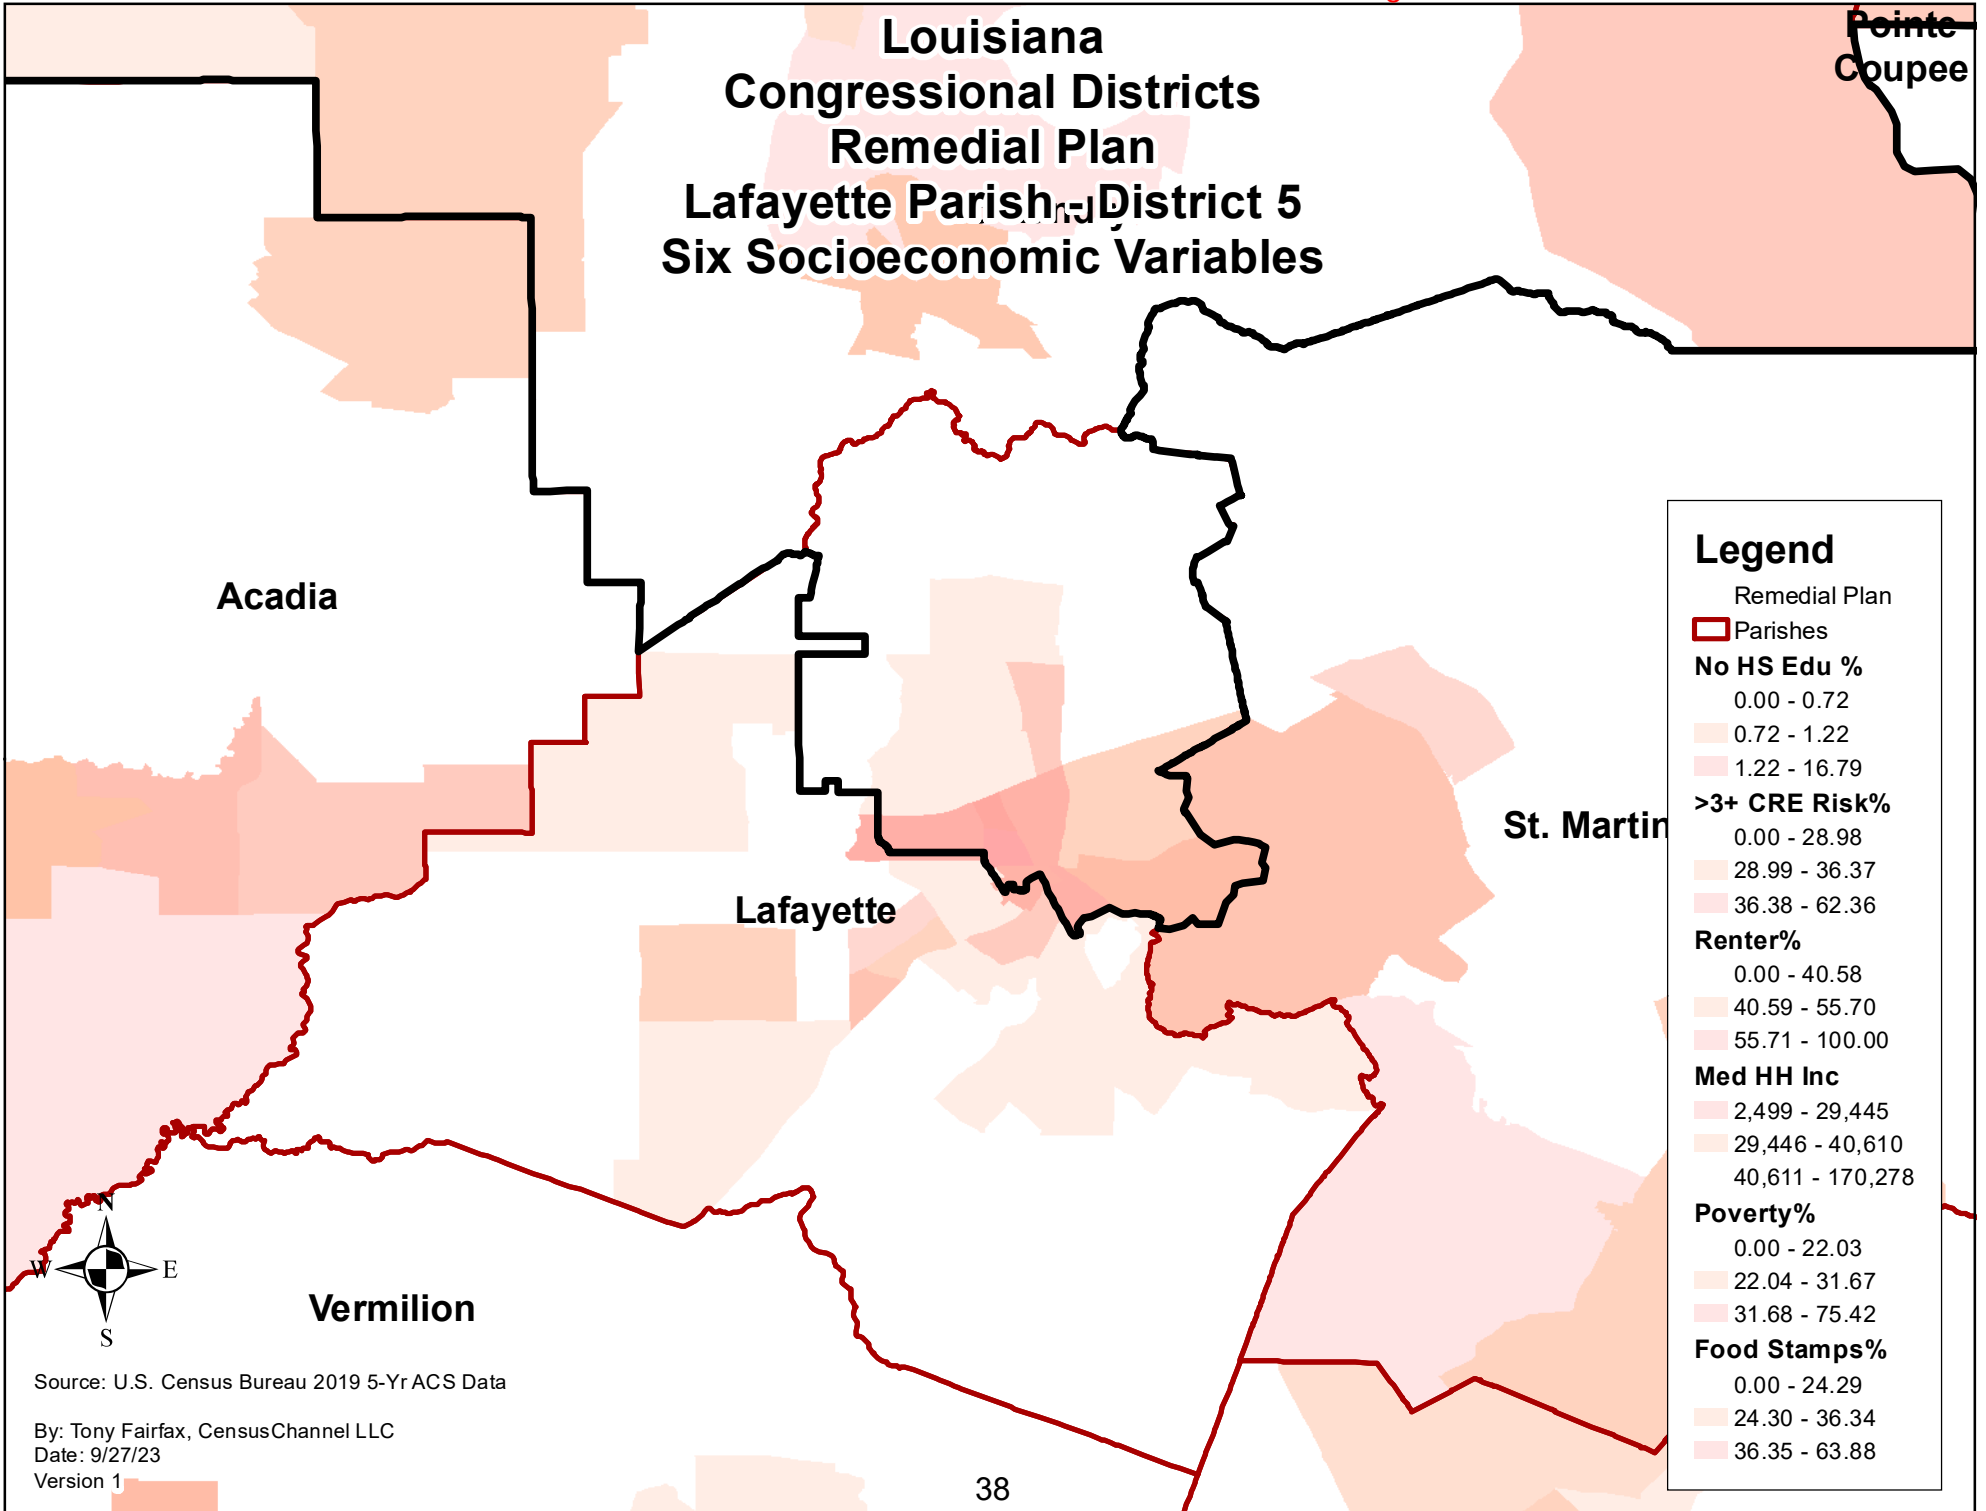 Louisiana
Congressional Districts
Remedial Plan
Lafayette Parish - District 5
Six Socioeconomic Variables
Pointe
Coupee
Acadia
St. Martin
Lafayette
Vermilion
Legend
Remedial Plan
Parishes
No HS Edu %
0.00 - 0.72
0.72 - 1.22
1.22 - 16.79
>3+ CRE Risk%
0.00 - 28.98
28.99 - 36.37
36.38 - 62.36
Renter%
0.00 - 40.58
40.59 - 55.70
55.71 - 100.00
Med HH Inc
2,499 - 29,445
29,446 - 40,610
40,611 - 170,278
Poverty%
0.00 - 22.03
22.04 - 31.67
31.68 - 75.42
Food Stamps%
0.00 - 24.29
24.30 - 36.34
36.35 - 63.88
N
W E
S
Source: U.S. Census Bureau 2019 5-Yr ACS Data
By: Tony Fairfax, CensusChannel LLC
Date: 9/27/23
Version 1
38